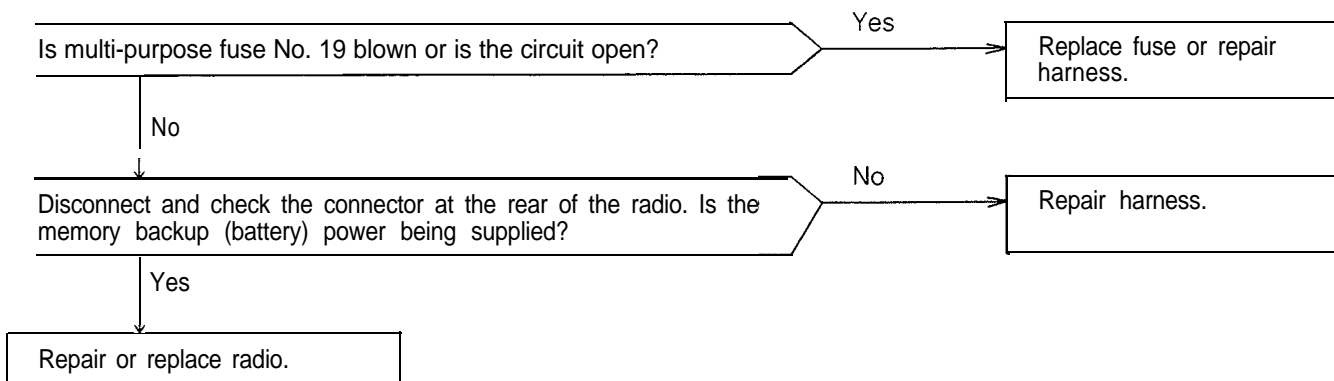 Is multi-purpose fuse No. 19 blown or is the circuit open?
Yes
Replace fuse or repair
harness.
No
Disconnect and check the connector at the rear of the radio. Is the
memory backup (battery) power being supplied?
No
Repair harness.
Yes
Repair or replace radio.